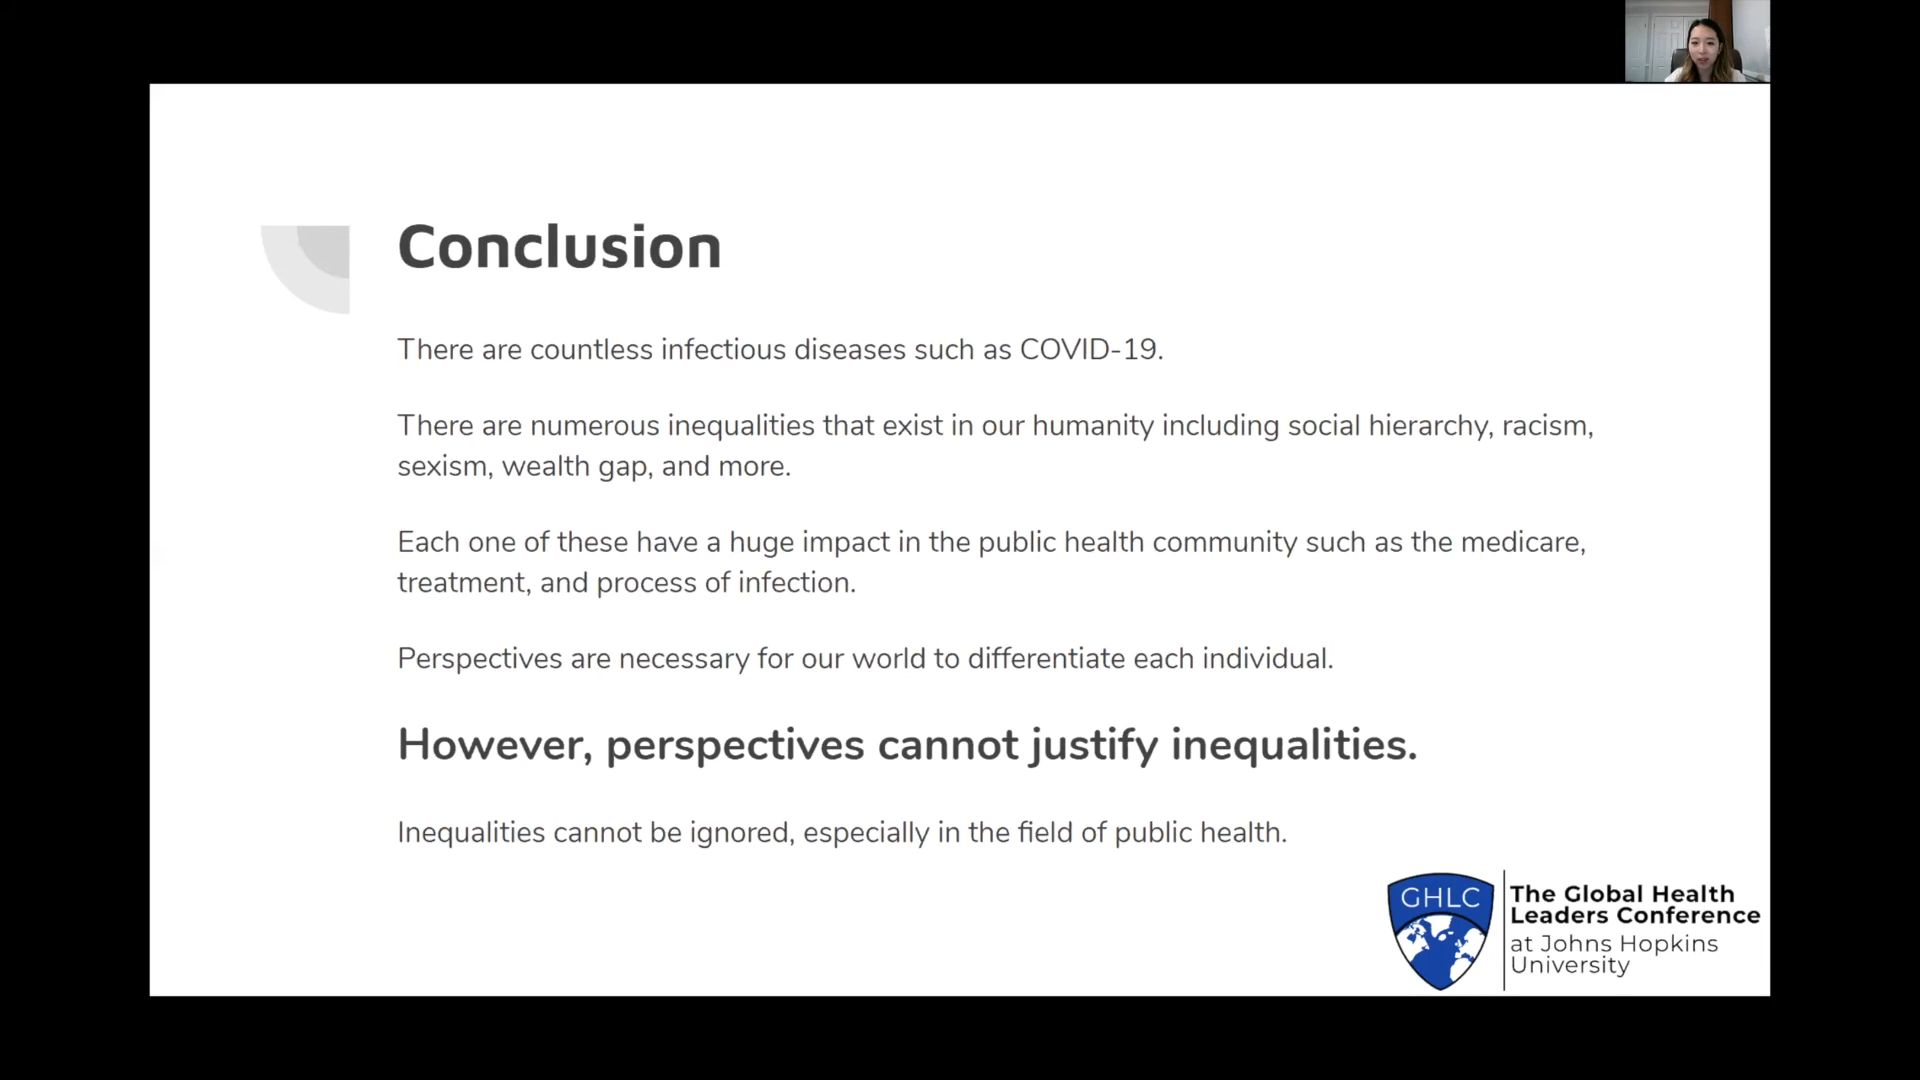 Conclusion
There are countless infectious diseases such as COVID-19.
There are numerous inequalities that exist in our humanity including social hierarchy, racism,
sexism, wealth gap, and more.
Each one of these have a huge impact in the public health community such as the medicare,
treatment, and process of infection.
Perspectives are necessary for our world to differentiate each individual.
However, perspectives cannot justify inequalities.
Inequalities cannot be ignored, especially in the field of public health.
GHLC
The Global Health
Leaders Conference
at Johns Hopkins
University